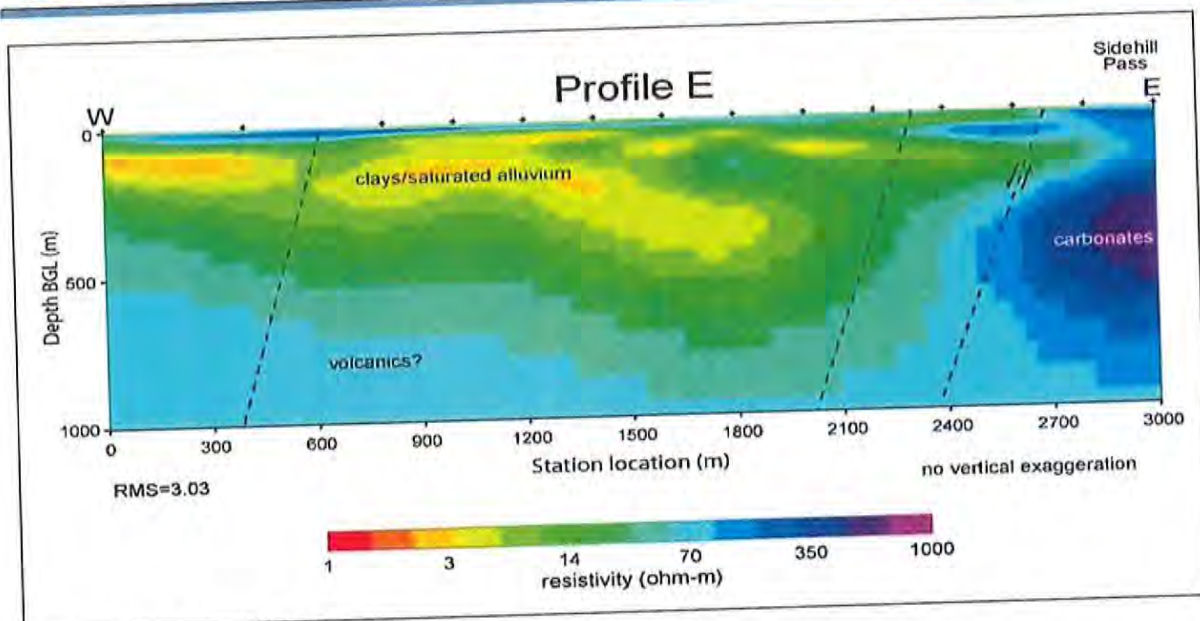 Sidehill
Pass
Profile E
W
E
0
clays/saturated alluvium
carbonates
500
Depth BGL (m)
volcanics?
1000
0 300 600 900 1200 1500 1800 2100 2400 2700 3000
Station location (m)
no vertical exaggeration
RMS=3.03
1 3 14 70 350 1000
resistivity (ohm-m)